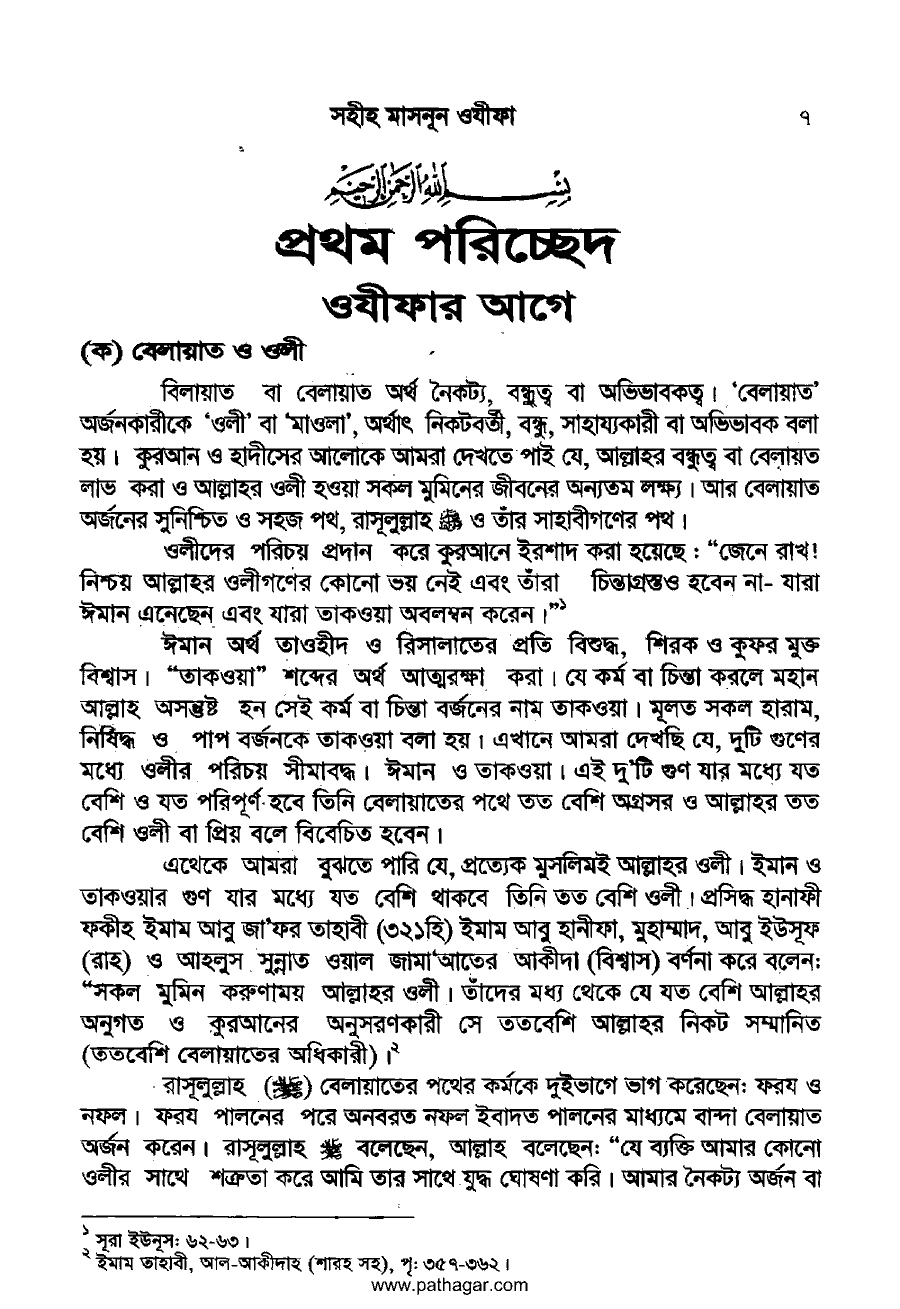 সহীহ মাসনূন ওযীফা ৭
بسم الله الرحمن الرحيم
প্রথম পরিচ্ছেদ
ওযীফার আগে
(ক) বেলায়াত ও ওলী
বিলায়াত বা বেলায়াত অর্থ নৈকট্য, বন্ধুত্ব বা অভিভাবকত্ব। ‘বেলায়াত’
অর্জনকারীকে ‘ওলী’ বা ‘মাওলা’, অর্থাৎ নিকটবর্তী, বন্ধু, সাহায্যকারী বা অভিভাবক বলা
হয়। কুরআন ও হাদীসের আলোকে আমরা দেখতে পাই যে, আল্লাহর বন্ধুত্ব বা বেলায়ত
লাভ করা ও আল্লাহর ওলী হওয়া সকল মুমিনের জীবনের অন্যতম লক্ষ্য। আর বেলায়াত
অর্জনের সুনিশ্চিত ও সহজ পথ, রাসূলুল্লাহ ﷺ ও তাঁর সাহাবীগণের পথ।
ওলীদের পরিচয় প্রদান করে কুরআনে ইরশাদ করা হয়েছে : “জেনে রাখ!
নিশ্চয় আল্লাহর ওলীগণের কোনো ভয় নেই এবং তাঁরা চিন্তাগ্রস্তও হবেন না- যারা
ঈমান এনেছেন এবং যারা তাকওয়া অবলম্বন করেন।”১
ঈমান অর্থ তাওহীদ ও রিসালাতের প্রতি বিশুদ্ধ, শিরক ও কুফর মুক্ত
বিশ্বাস। “তাকওয়া” শব্দের অর্থ আত্মরক্ষা করা। যে কর্ম বা চিন্তা করলে মহান
আল্লাহ অসন্তুষ্ট হন সেই কর্ম বা চিন্তা বর্জনের নাম তাকওয়া। মূলত সকল হারাম,
নিষিদ্ধ ও পাপ বর্জনকে তাকওয়া বলা হয়। এখানে আমরা দেখছি যে, দুটি গুণের
মধ্যে ওলীর পরিচয় সীমাবদ্ধ। ঈমান ও তাকওয়া। এই দু'টি গুণ যার মধ্যে যত
বেশি ও যত পরিপূর্ণ হবে তিনি বেলায়াতের পথে তত বেশি অগ্রসর ও আল্লাহর তত
বেশি ওলী বা প্রিয় বলে বিবেচিত হবেন।
এথেকে আমরা বুঝতে পারি যে, প্রত্যেক মুসলিমই আল্লাহর ওলী। ইমান ও
তাকওয়ার গুণ যার মধ্যে যত বেশি থাকবে তিনি তত বেশি ওলী। প্রসিদ্ধ হানাফী
ফকীহ ইমাম আবু জা'ফর তাহাবী (৩২১হি) ইমাম আবু হানীফা, মুহাম্মাদ, আবু ইউসূফ
(রাহ) ও আহলুস সুন্নাত ওয়াল জামা‘আতের আকীদা (বিশ্বাস) বর্ণনা করে বলেন:
“সকল মুমিন করুণাময় আল্লাহর ওলী। তাঁদের মধ্য থেকে যে যত বেশি আল্লাহর
অনুগত ও কুরআনের অনুসরণকারী সে ততবেশি আল্লাহর নিকট সম্মানিত
(ততবেশি বেলায়াতের অধিকারী)।২
রাসূলুল্লাহ (ﷺ) বেলায়াতের পথের কর্মকে দুইভাগে ভাগ করেছেন: ফরয ও
নফল। ফরয পালনের পরে অনবরত নফল ইবাদত পালনের মাধ্যমে বান্দা বেলায়াত
অর্জন করেন। রাসূলুল্লাহ ﷺ বলেছেন, আল্লাহ বলেছেন: “যে ব্যক্তি আমার কোনো
ওলীর সাথে শত্রুতা করে আমি তার সাথে যুদ্ধ ঘোষণা করি। আমার নৈকট্য অর্জন বা
১ সূরা ইউনূস: ৬২-৬৩।
২ ইমাম তাহাবী, আল-আকীদাহ (শারহ সহ), পৃ: ৩৫৭-৩৬২।
www.pathagar.com